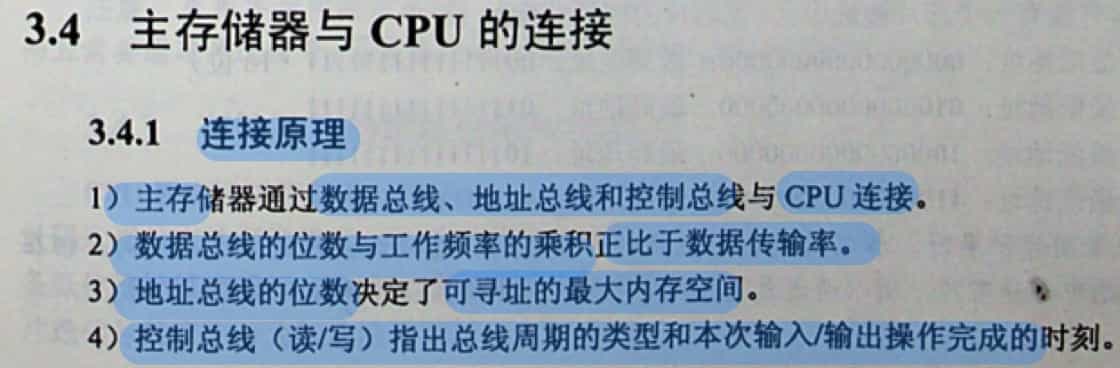 3.4 主存储器与 CPU 的连接
3.4.1 连接原理
1）主存储器通过数据总线、地址总线和控制总线与 CPU 连接。
2）数据总线的位数与工作频率的乘积正比于数据传输率。
3）地址总线的位数决定了可寻址的最大内存空间。
4）控制总线（读/写）指出总线周期的类型和本次输入/输出操作完成的时刻。